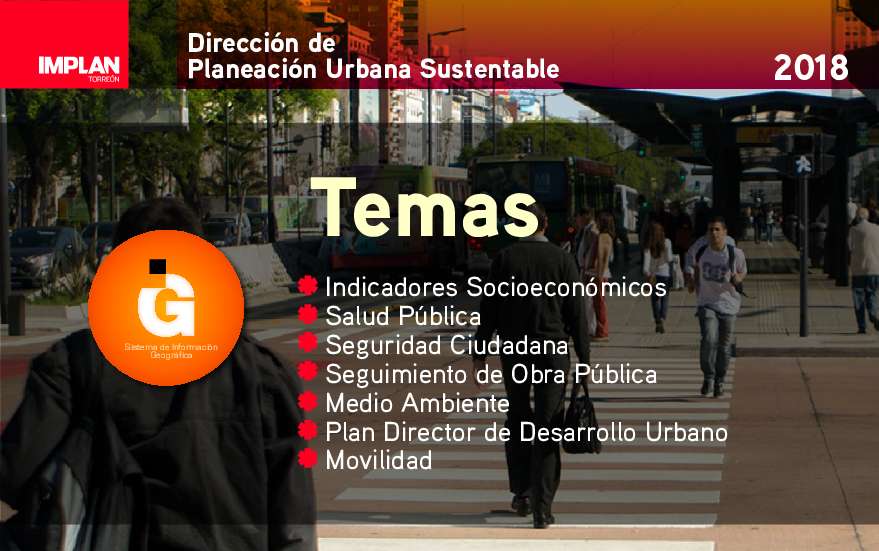 IMPLAN
TORREÓN
Dirección de
Planeación Urbana Sustentable
2018
Temas
Indicadores Socioeconómicos
Salud Pública
Seguridad Ciudadana
Seguimiento de Obra Pública
Medio Ambiente
Plan Director de Desarrollo Urbano
Movilidad
G
Sistema de Información
Geográfica